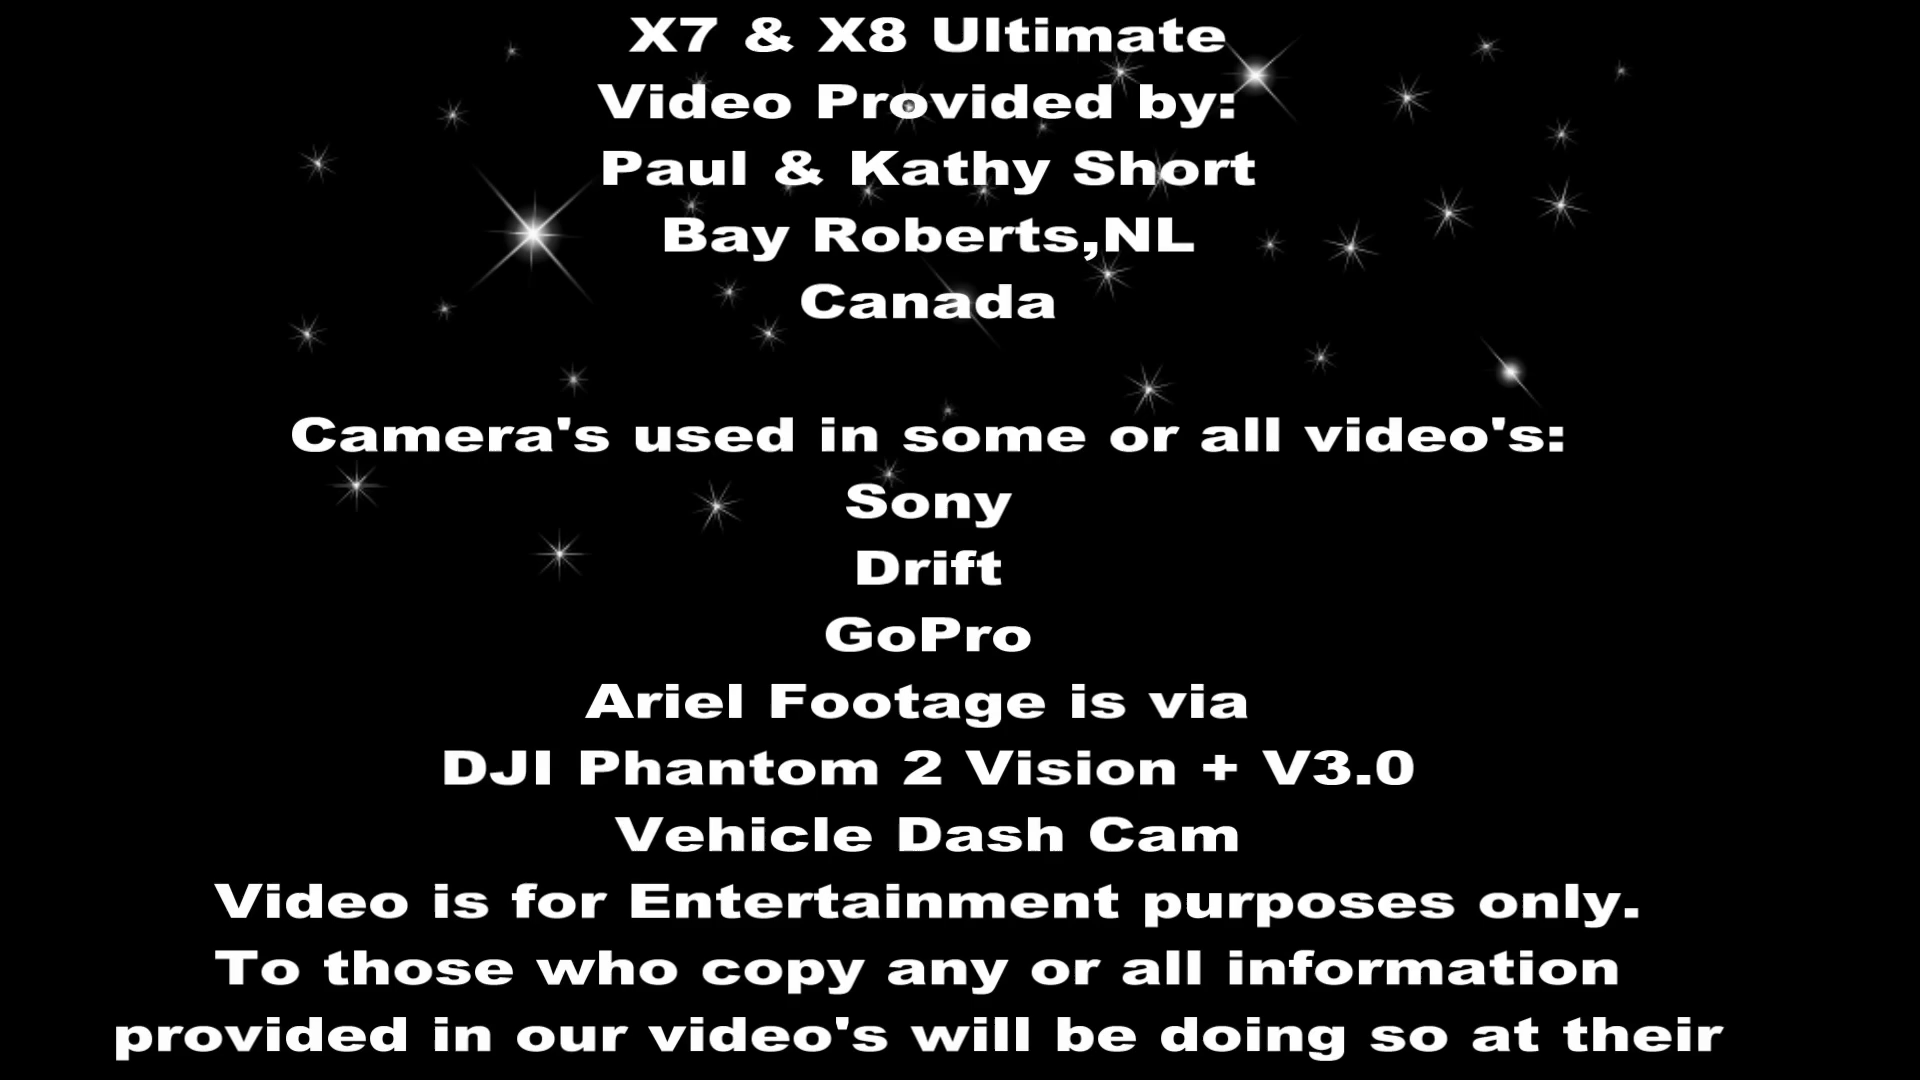 X7 & X8 Ultimate
Video Provided by:
Paul & Kathy Short
Bay Roberts,NL
Canada
Camera's used in some or all video's:
Sony
Drift
GoPro
Ariel Footage is via
DJI Phantom 2 Vision + V3.0
Vehicle Dash Cam
Video is for Entertainment purposes only.
To those who copy any or all information
provided in our video's will be doing so at their